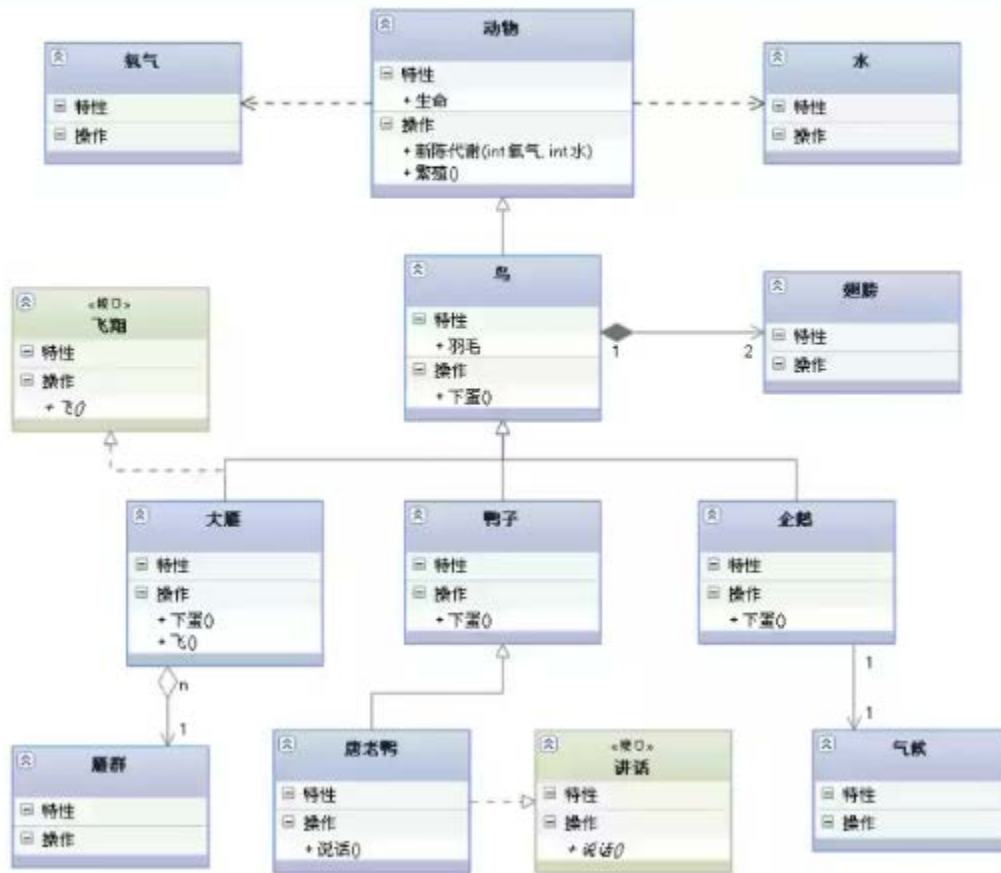 动物
特性
+ 生命
操作
+ 新陈代谢(int 氧气, int 水)
+ 繁殖()
氧气
特性
操作
水
特性
操作
鸟
特性
+ 羽毛
操作
+ 下蛋()
1
2
翅膀
特性
操作
«接口»
飞翔
特性
操作
+ 飞()
大雁
特性
操作
+ 下蛋()
+ 飞()
鸭子
特性
操作
+ 下蛋()
企鹅
特性
操作
+ 下蛋()
n
1
1
1
雁群
特性
操作
唐老鸭
特性
操作
+ 说话()
«接口»
讲话
特性
操作
+ 说话()
气候
特性
操作